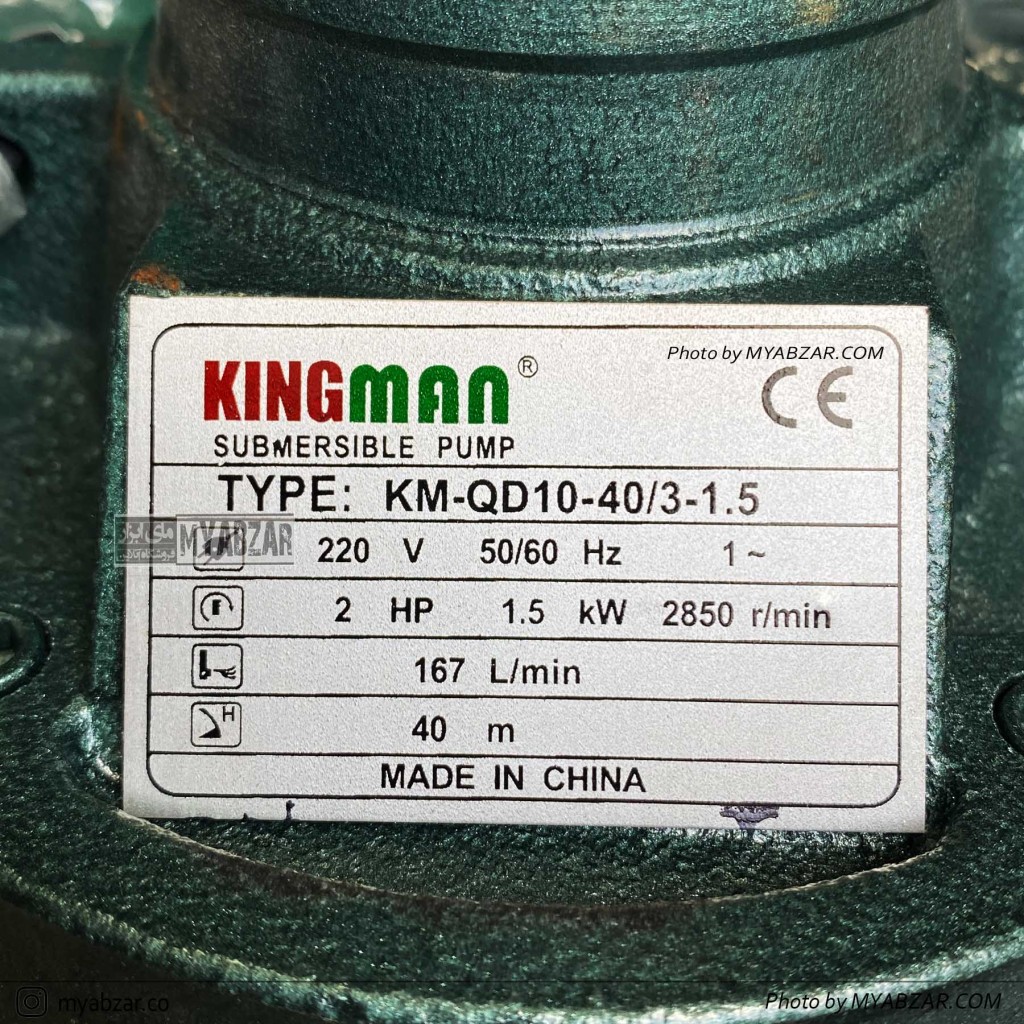 Photo by MYABZAR.COM
KINGMAN®
CE
SUBMERSIBLE PUMP
TYPE: KM-QD10-40/3-1.5
MYABZAR
220 V 50/60 Hz 1~
2 HP 1.5 kW 2850 r/min
167 L/min
H
40 m
MADE IN CHINA
myabzar.co
Photo by MYABZAR.COM